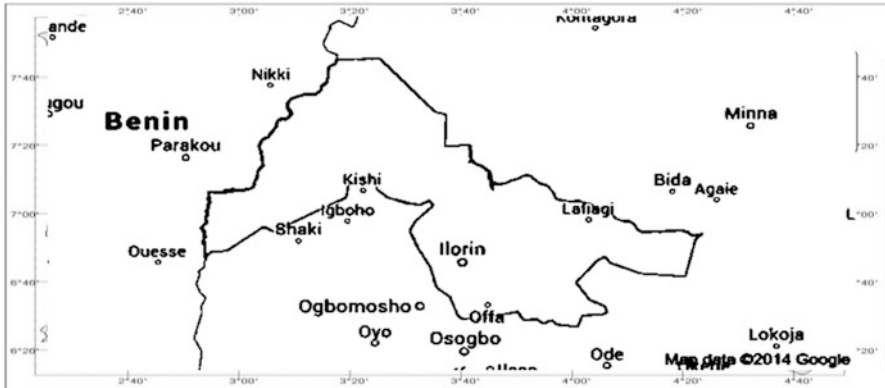 2°40' 3°00' 3°20' 3°40' 4°00' 4°20' 4°40'
ande
Kontagora
7°40' Nikki 7°40'
ugou
Benin
Minna
7°20' Parakou 7°20'
Kishi Bida Agaie
Igboho Lafiagi
7°00' 7°00'
Shaki
L
Ouesse Ilorin
6°40' 6°40'
Ogbomosho Offa
Oyo Osogbo Lokoja
6°20' Ode 6°20'
Map data ©2014 Google
2°40' 3°00' 3°20' 3°40' 4°00' 4°20' 4°40'